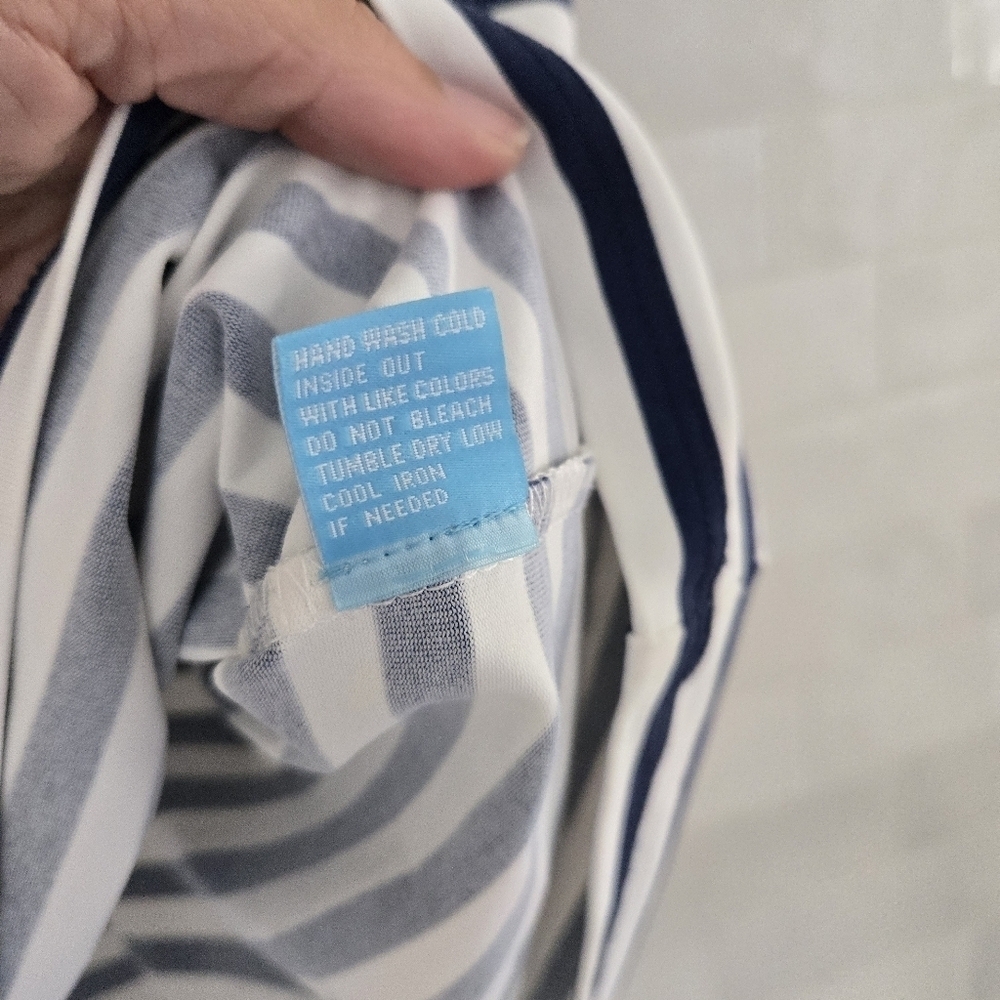 HAND WASH COLD
INSIDE OUT
WITH LIKE COLORS
DO NOT BLEACH
TUMBLE DRY LOW
COOL IRON
IF NEEDED